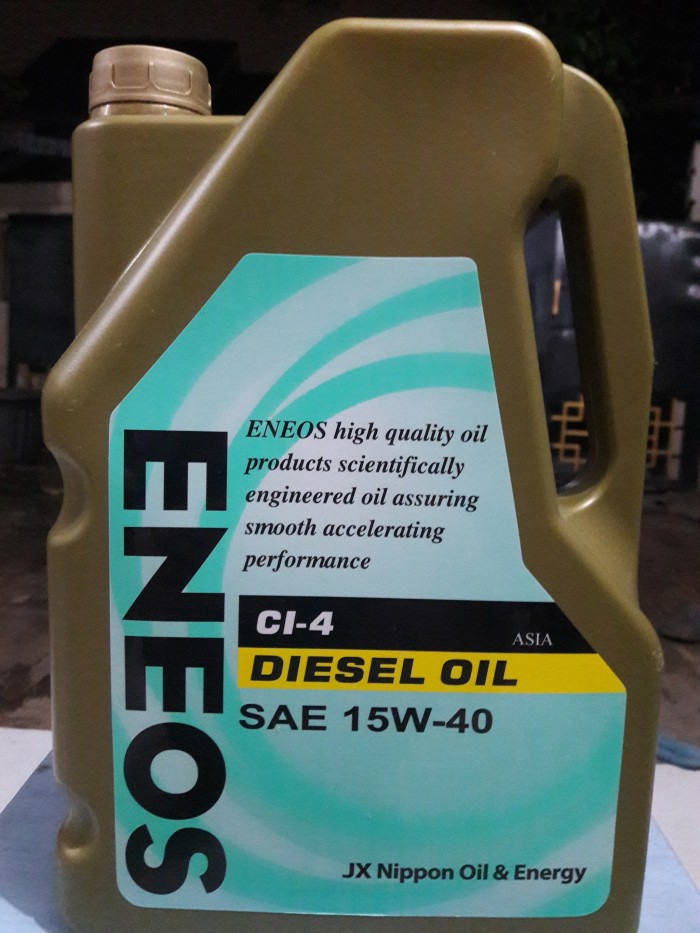 ENEOS
ENEOS high quality oil
products scientifically
engineered oil assuring
smooth accelerating
performance
CI-4
ASIA
DIESEL OIL
SAE 15W-40
JX Nippon Oil & Energy